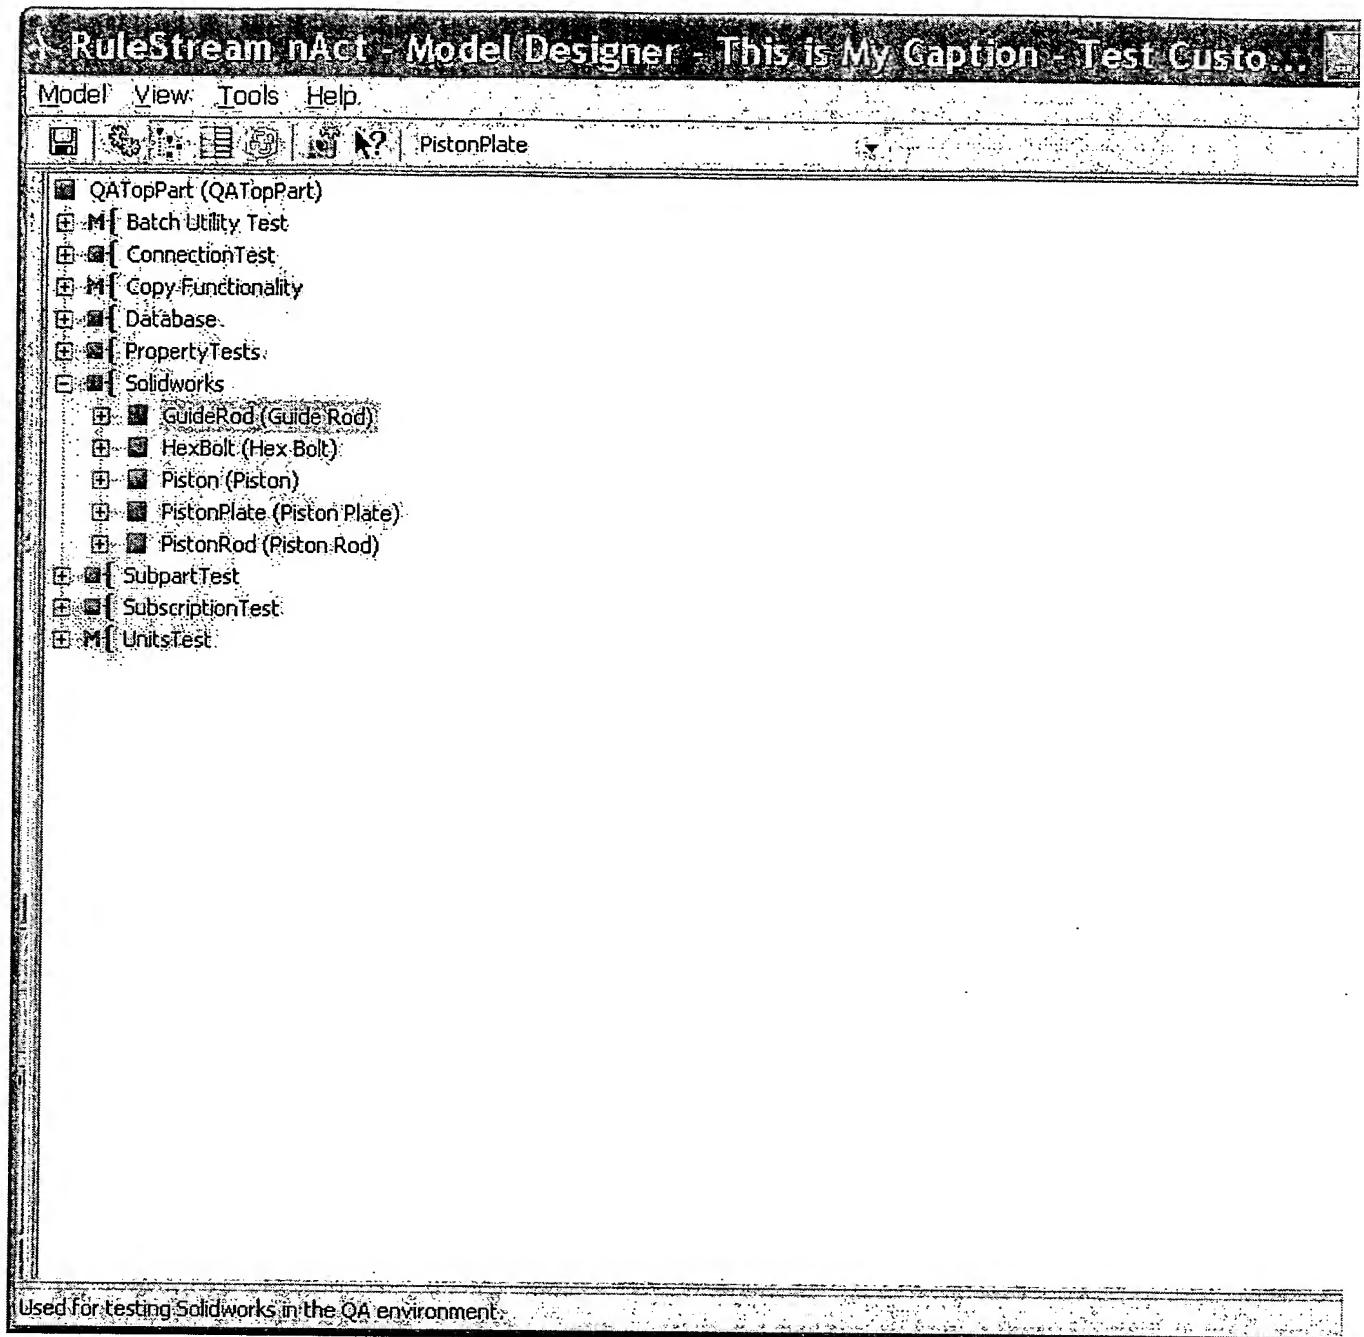 RuleStream nAct - Model Designer - This is My Caption - Test Custo...
Model View Tools Help
PistonPlate
QATopPart (QATopPart)
M{ Batch Utility Test
{ ConnectionTest
M{ Copy Functionality
{ Database
{ PropertyTests
{ Solidworks
GuideRod (Guide Rod)
HexBolt (Hex Bolt)
Piston (Piston)
PistonPlate (Piston Plate)
PistonRod (Piston Rod)
{ SubpartTest
{ SubscriptionTest
M{ UnitsTest
Used for testing Solidworks in the QA environment.